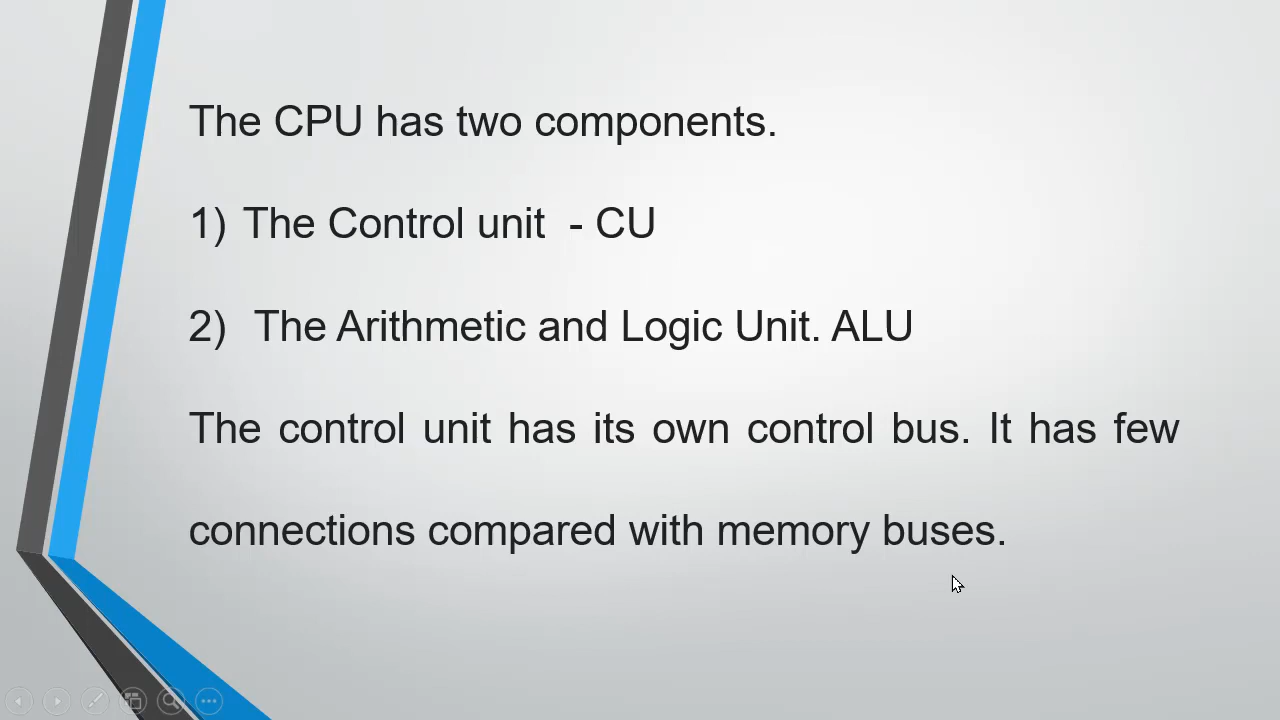 The CPU has two components.
1) The Control unit  - CU
2)  The Arithmetic and Logic Unit. ALU
The control unit has its own control bus. It has few
connections compared with memory buses.